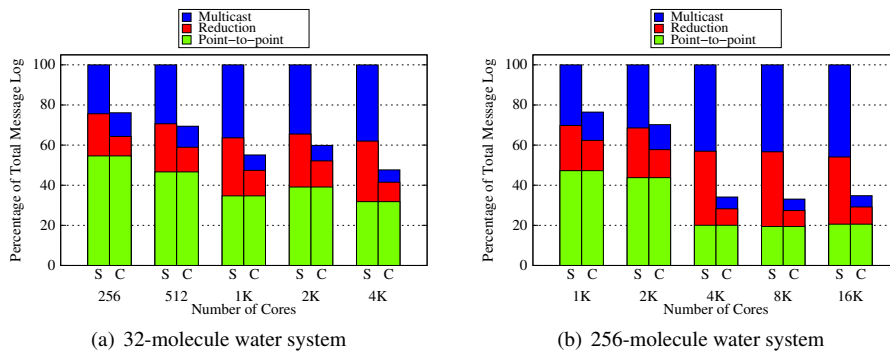 Multicast
Reduction
Point-to-point
Percentage of Total Message Log
100
80
60
40
20
0
S C S C S C S C S C
256 512 1K 2K 4K
Number of Cores
(a) 32-molecule water system
Multicast
Reduction
Point-to-point
Percentage of Total Message Log
100
80
60
40
20
0
S C S C S C S C S C
1K 2K 4K 8K 16K
Number of Cores
(b) 256-molecule water system